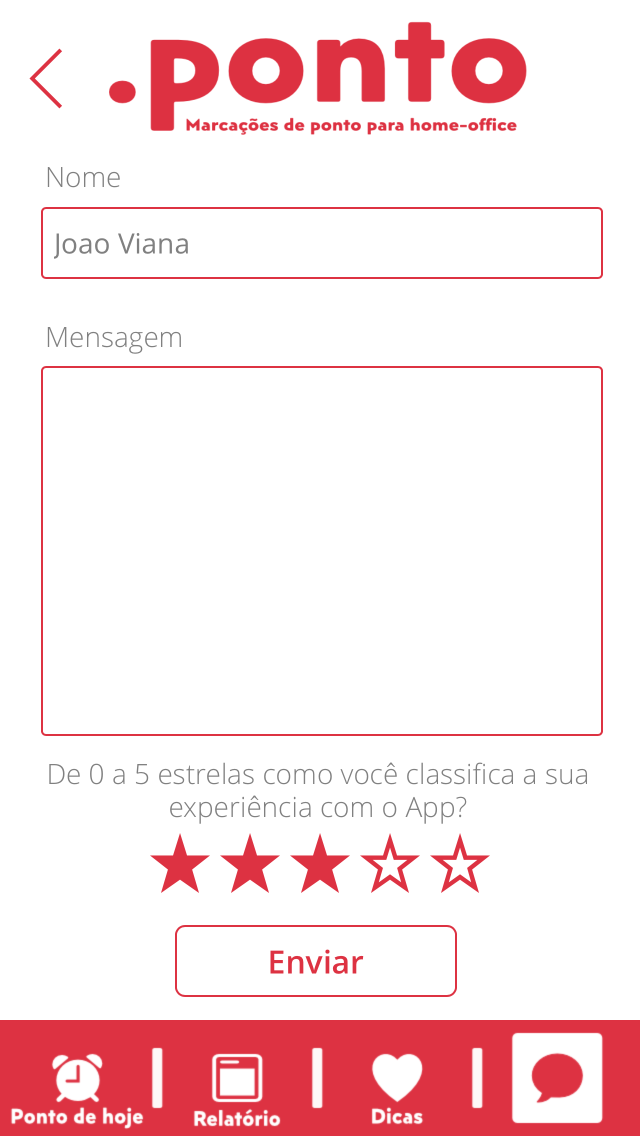 .ponto
Marcações de ponto para home-office
Nome
Joao Viana
Mensagem
De 0 a 5 estrelas como você classifica a sua
experiência com o App?
Enviar
Ponto de hoje
Relatório
Dicas